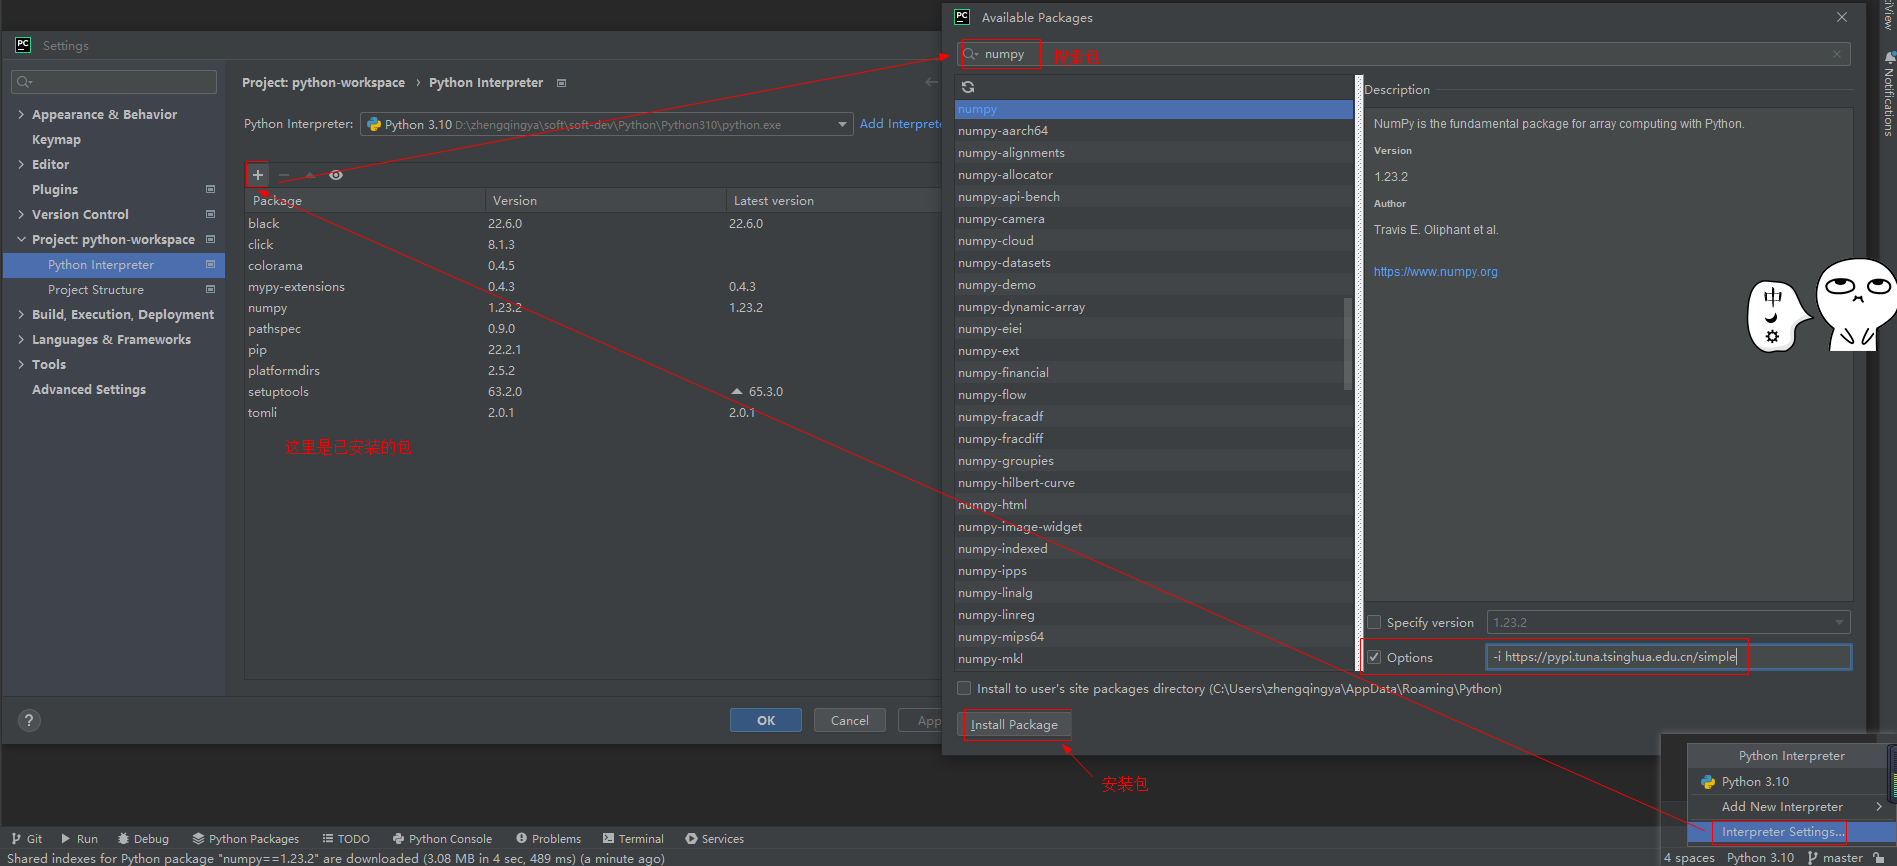 Settings
Appearance & Behavior
Keymap
Editor
Plugins
Version Control
Project: python-workspace
Python Interpreter
Project Structure
Build, Execution, Deployment
Languages & Frameworks
Tools
Advanced Settings
Project: python-workspace › Python Interpreter
Python Interpreter: Python 3.10 D:\zhengqingya\soft\soft-dev\Python\Python310\python.exe Add Interprete
Package Version Latest version
black 22.6.0 22.6.0
click 8.1.3
colorama 0.4.5
mypy-extensions 0.4.3 0.4.3
numpy 1.23.2 1.23.2
pathspec 0.9.0
pip 22.2.1
platformdirs 2.5.2
setuptools 63.2.0 65.3.0
tomli 2.0.1 2.0.1
这里是已安装的包
? OK Cancel App
PC Available Packages
numpy 搜索包
numpy
numpy-aarch64
numpy-alignments
numpy-allocator
numpy-api-bench
numpy-camera
numpy-cloud
numpy-datasets
numpy-demo
numpy-dynamic-array
numpy-eiei
numpy-ext
numpy-financial
numpy-flow
numpy-fracadf
numpy-fracdiff
numpy-groupies
numpy-hilbert-curve
numpy-html
numpy-image-widget
numpy-indexed
numpy-ipps
numpy-linalg
numpy-linreg
numpy-mips64
numpy-mkl
Description
NumPy is the fundamental package for array computing with Python.
Version
1.23.2
Author
Travis E. Oliphant et al.
https://www.numpy.org
Specify version 1.23.2
Options -i https://pypi.tuna.tsinghua.edu.cn/simple
Install to user's site packages directory (C:\Users\zhengqingya\AppData\Roaming\Python)
Install Package
安装包
中
Notifications
Python Interpreter
Python 3.10
Add New Interpreter
Interpreter Settings...
Git Run Debug Python Packages TODO Python Console Problems Terminal Services
Shared indexes for Python package "numpy==1.23.2" are downloaded (3.08 MB in 4 sec, 489 ms) (a minute ago)
4 spaces Python 3.10 master